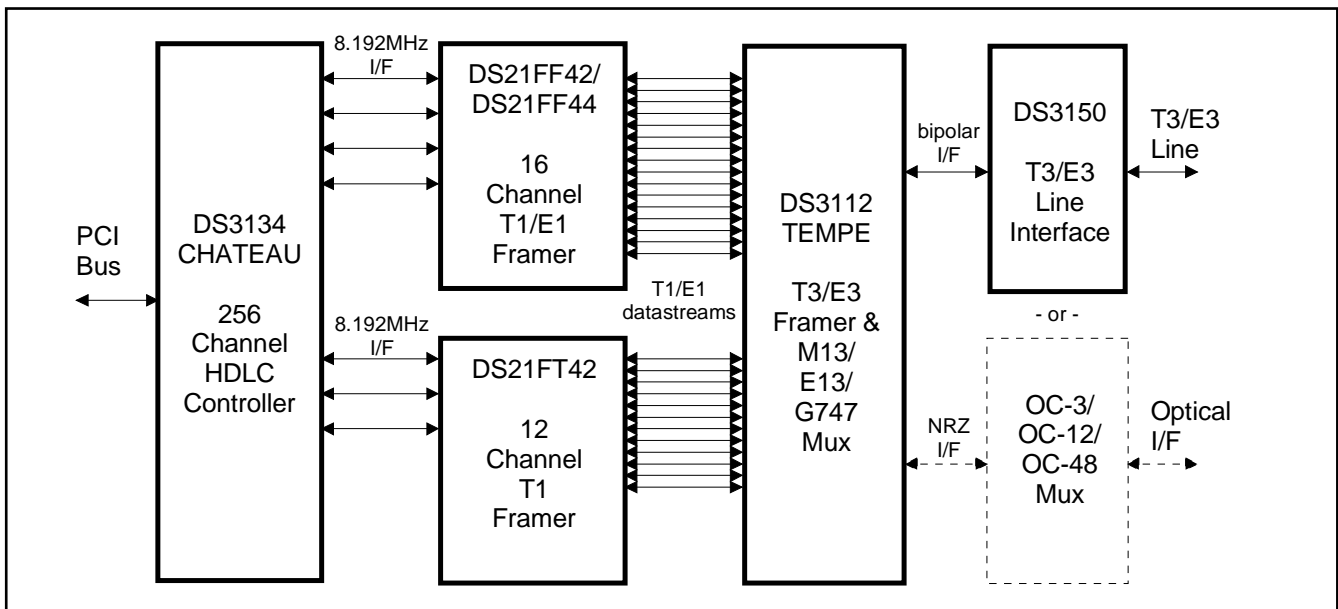 PCI
Bus
DS3134
CHATEAU
256
Channel
HDLC
Controller
8.192MHz
I/F
DS21FF42/
DS21FF44
16
Channel
T1/E1
Framer
8.192MHz
I/F
DS21FT42
12
Channel
T1
Framer
T1/E1
datastreams
DS3112
TEMPE
T3/E3
Framer &
M13/
E13/
G747
Mux
bipolar
I/F
DS3150
T3/E3
Line
Interface
T3/E3
Line
- or -
NRZ
I/F
OC-3/
OC-12/
OC-48
Mux
Optical
I/F